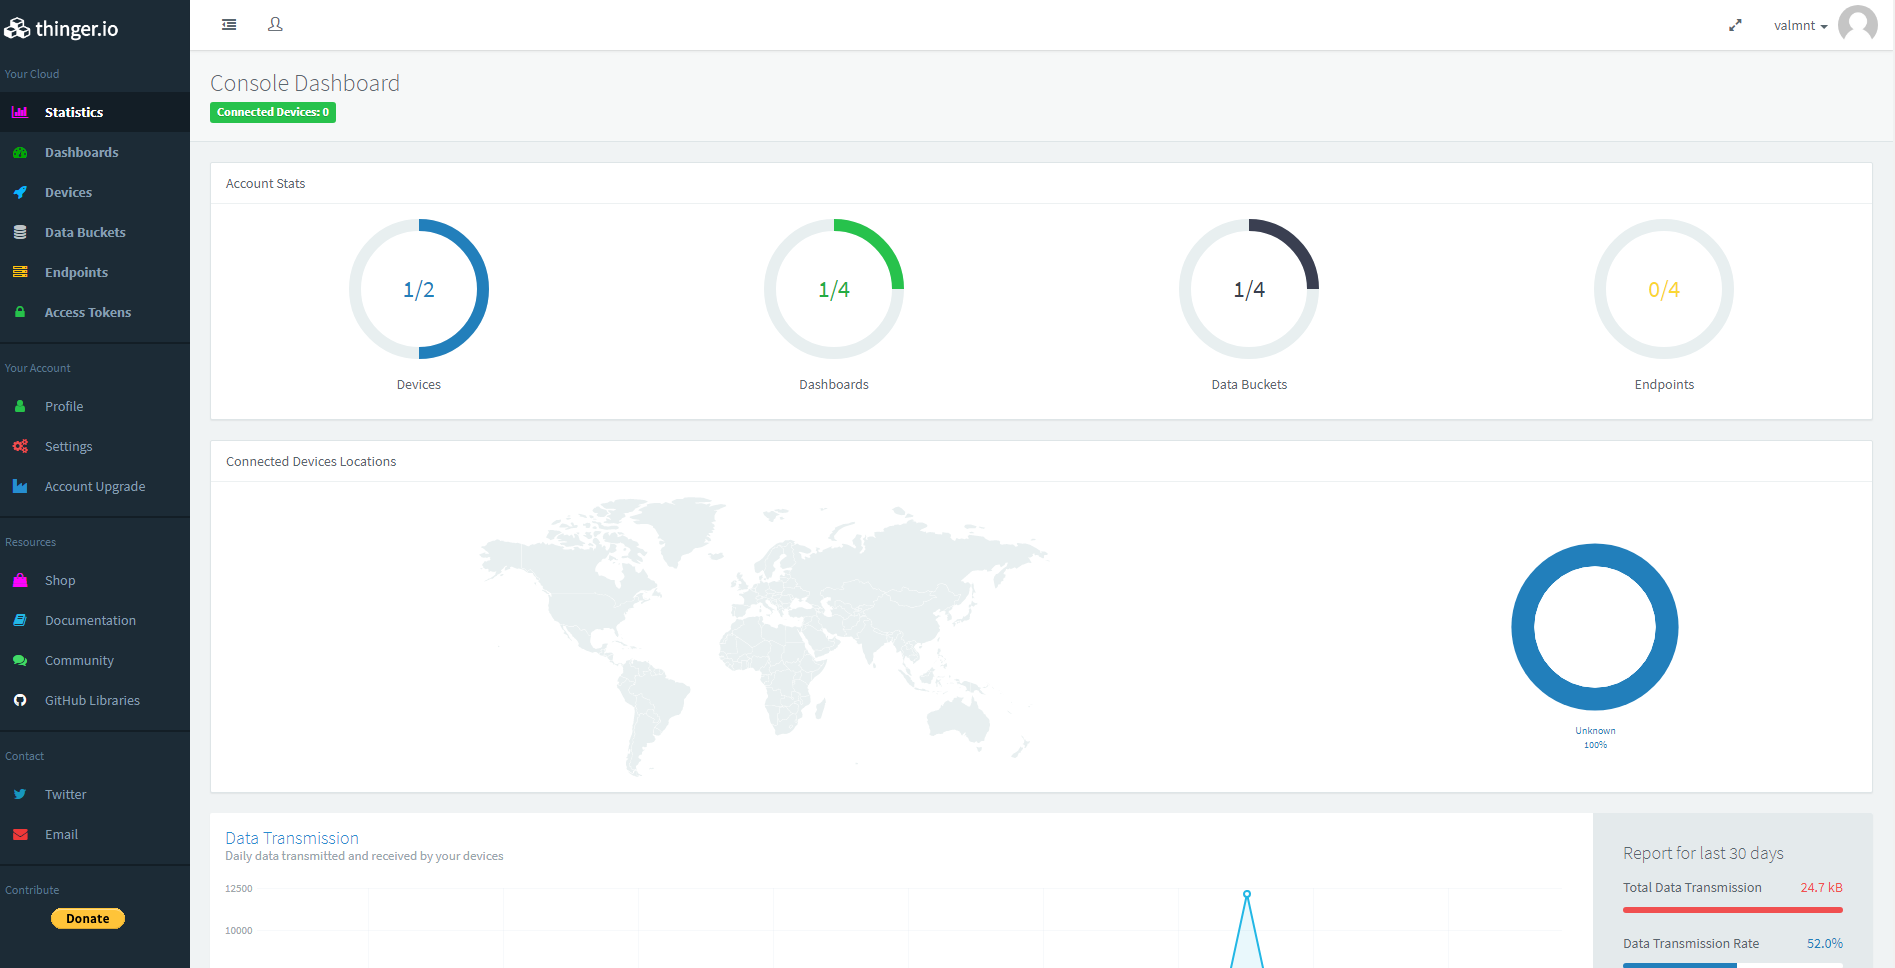 thinger.io
valmnt
Your Cloud
Statistics
Dashboards
Devices
Data Buckets
Endpoints
Access Tokens
Your Account
Profile
Settings
Account Upgrade
Resources
Shop
Documentation
Community
GitHub Libraries
Contact
Twitter
Email
Contribute
Donate
Console Dashboard
Connected Devices: 0
Account Stats
1/2
Devices
1/4
Dashboards
1/4
Data Buckets
0/4
Endpoints
Connected Devices Locations
Unknown
100%
Data Transmission
Daily data transmitted and received by your devices
12500
10000
Report for last 30 days
Total Data Transmission 24.7 kB
Data Transmission Rate 52.0%